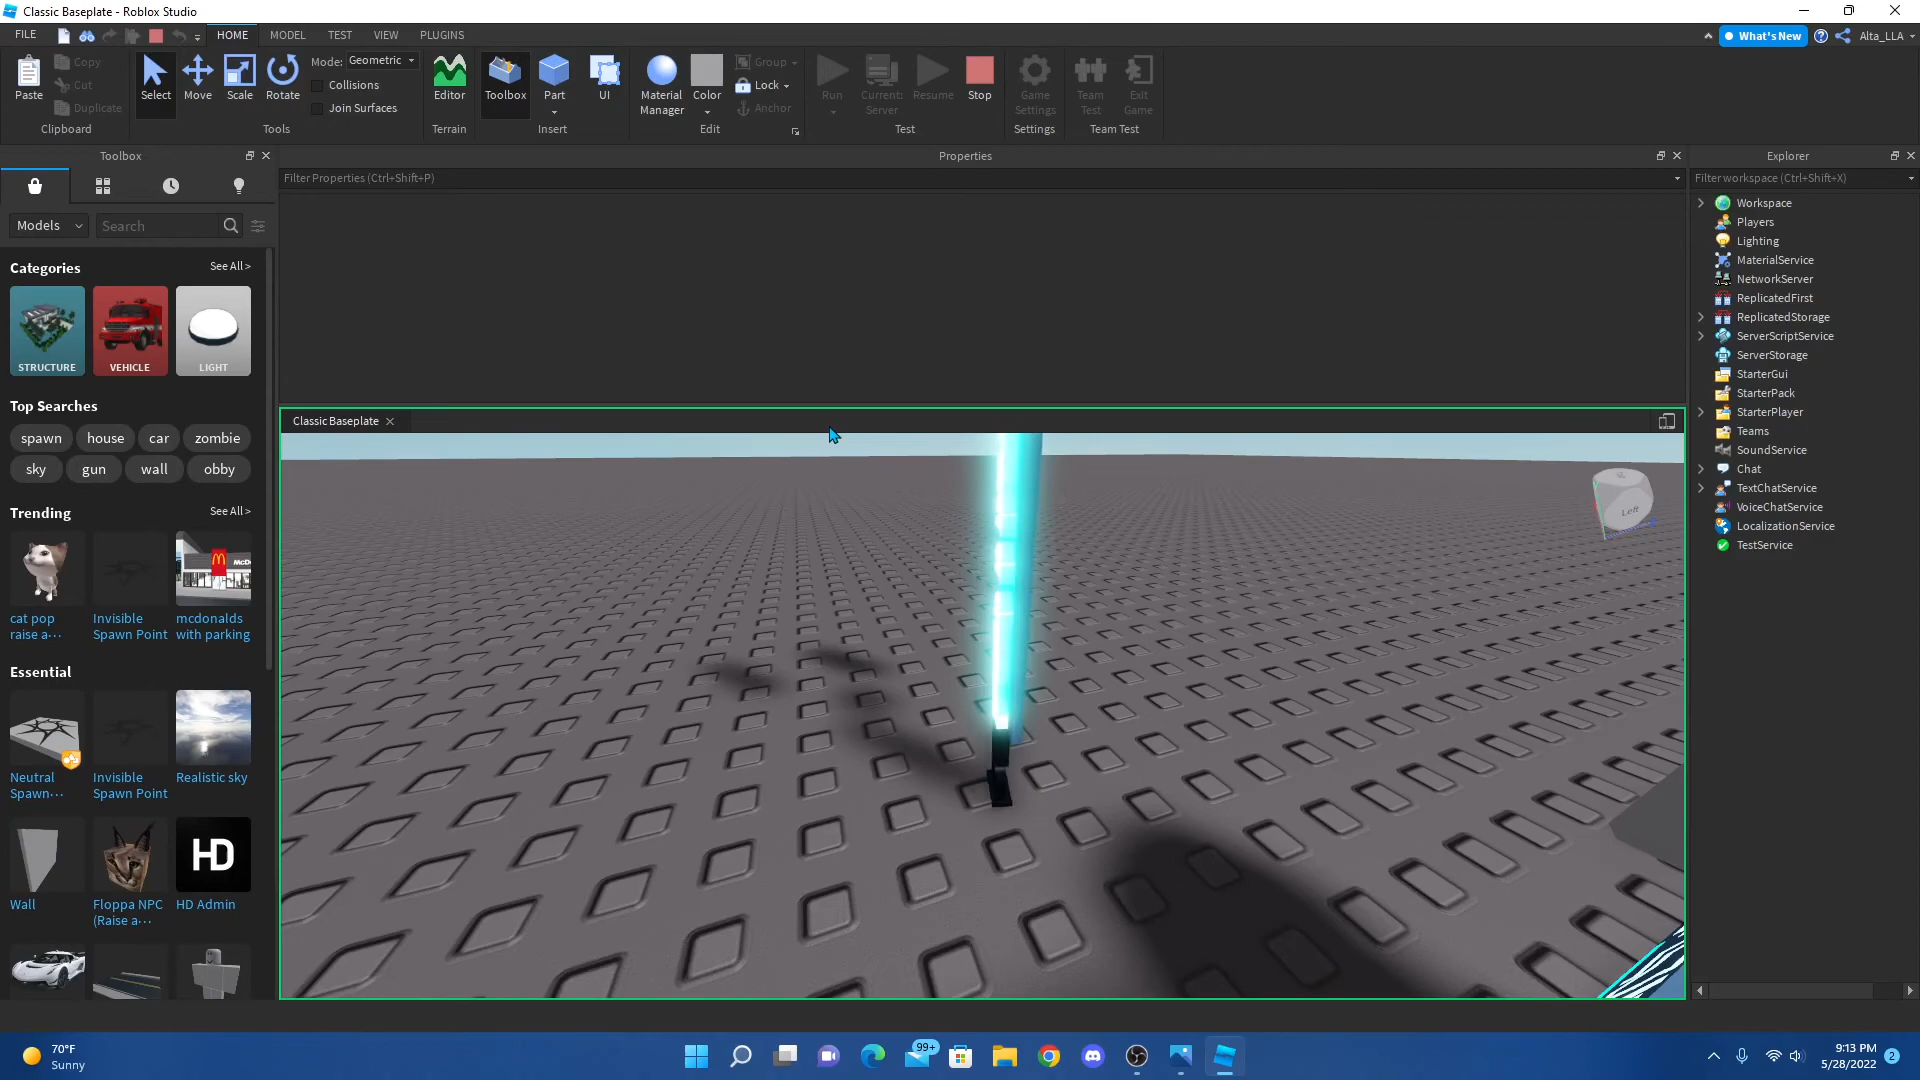 Classic Baseplate - Roblox Studio
FILE
HOME
MODEL
TEST
VIEW
PLUGINS
What's New
Alta_LLA
Paste
Copy
Cut
Duplicate
Clipboard
Select
Move
Scale
Rotate
Mode: Geometric
Collisions
Join Surfaces
Tools
Editor
Terrain
Toolbox
Part
UI
Insert
Material
Manager
Color
Group
Lock
Anchor
Edit
Run
Current:
Server
Resume
Stop
Test
Game
Settings
Settings
Team
Test
Exit
Game
Team Test
Toolbox
Models
Search
Categories
See All >
STRUCTURE
VEHICLE
LIGHT
Top Searches
spawn
house
car
zombie
sky
gun
wall
obby
Trending
See All >
cat pop
raise a···
Invisible
Spawn Point
mcdonalds
with parking
Essential
Neutral
Spawn···
Invisible
Spawn Point
Realistic sky
Wall
Floppa NPC
(Raise a···
HD
HD Admin
Properties
Filter Properties (Ctrl+Shift+P)
Classic Baseplate
Left
Explorer
Filter workspace (Ctrl+Shift+X)
Workspace
Players
Lighting
MaterialService
NetworkServer
ReplicatedFirst
ReplicatedStorage
ServerScriptService
ServerStorage
StarterGui
StarterPack
StarterPlayer
Teams
SoundService
Chat
TextChatService
VoiceChatService
LocalizationService
TestService
70°F
Sunny
99+
9:13 PM
5/28/2022
2